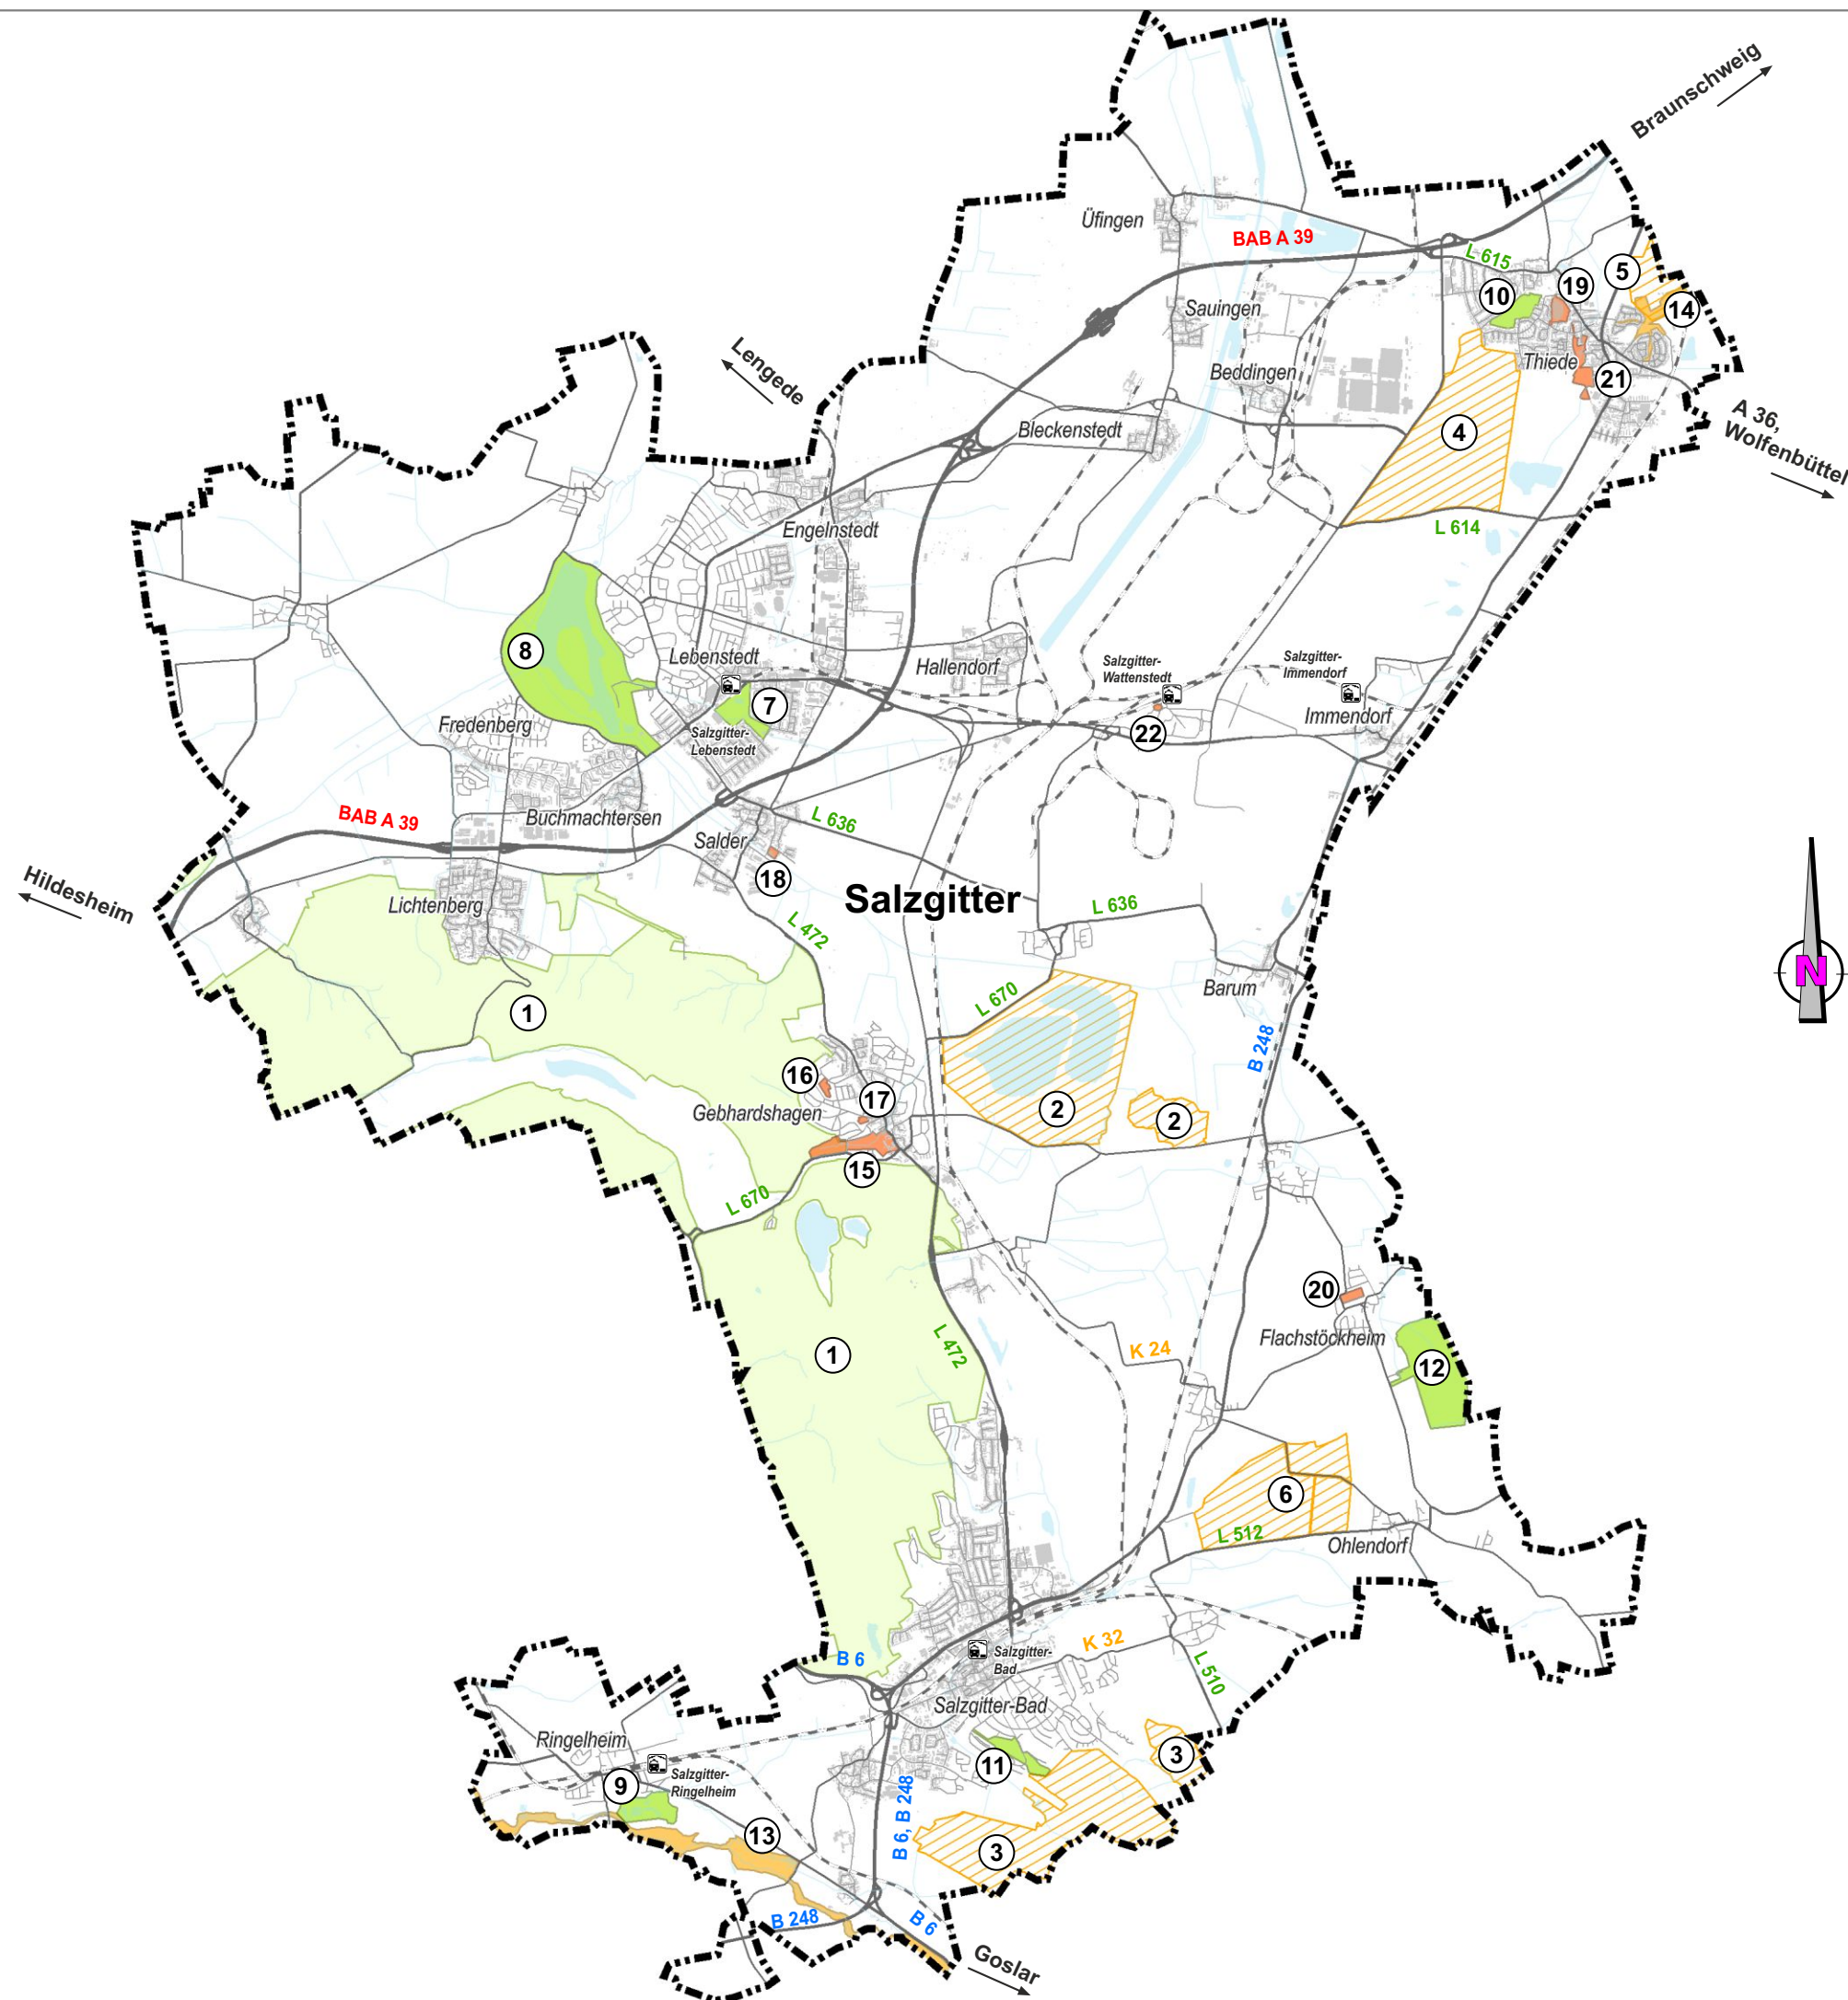 Braunschweig
Üfingen
BAB A 39
L 615
5
19
10
14
Sauingen
Thiede
21
Lengede
Beddingen
A 36,
Wolfenbüttel
Bleckenstedt
4
L 614
Engelnstedt
8
Lebenstedt
Hallendorf
Salzgitter-
Wattenstedt
Salzgitter-
Immendorf
7
Immendorf
Fredenberg
Salzgitter-
Lebenstedt
22
BAB A 39
Buchmachtersen
L 636
Salder
18
Hildesheim
Lichtenberg
Salzgitter
L 636
L 472
N
Barum
L 670
1
B 248
16
17
2
Gebhardshagen
2
15
L 670
20
Flachstöckheim
L 472
K 24
1
12
6
L 512
Ohlendorf
K 32
Salzgitter-
Bad
B 6
L 510
Salzgitter-Bad
Ringelheim
3
11
Salzgitter-
Ringelheim
9
B 6, B 248
13
3
B 248
B 6
Goslar